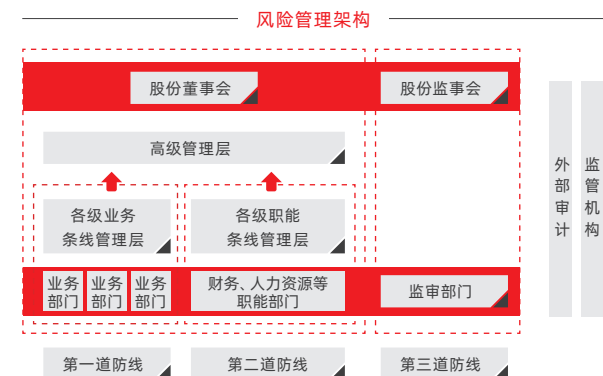 风险管理架构
股份董事会
股份监事会
高级管理层
各级业务
条线管理层
各级职能
条线管理层
业务
部门
业务
部门
业务
部门
财务、人力资源等
职能部门
监审部门
第一道防线
第二道防线
第三道防线
外部审计
监管机构